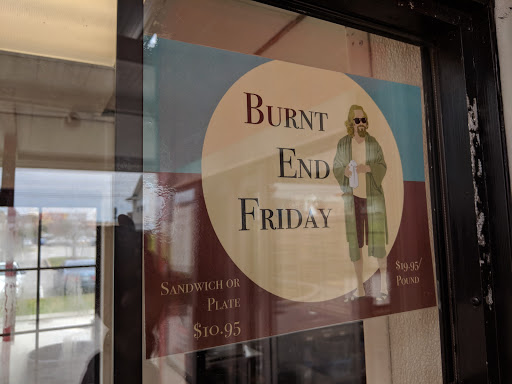 Burnt
End
Friday
Sandwich or
Plate
$10.95
$19.95/
Pound